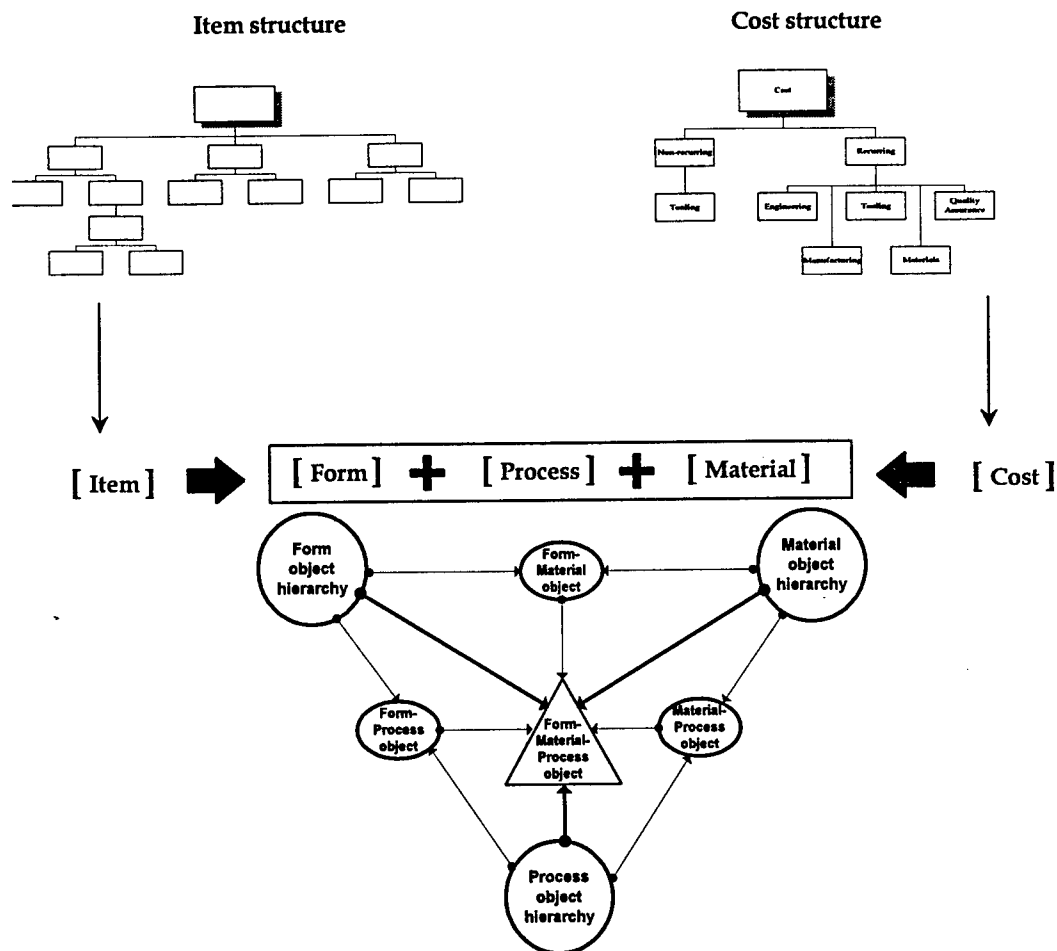 Item structure
Cost structure
Cost
Non-recurring
Recurring
Tooling
Engineering
Tooling
Quality
Assurance
Manufacturing
Materials
[ Item ]
[ Form ] + [ Process ] + [ Material ]
[ Cost ]
Form
object
hierarchy
Form-
Material
object
Material
object
hierarchy
Form-
Process
object
Form-
Material-
Process
object
Material-
Process
object
Process
object
hierarchy